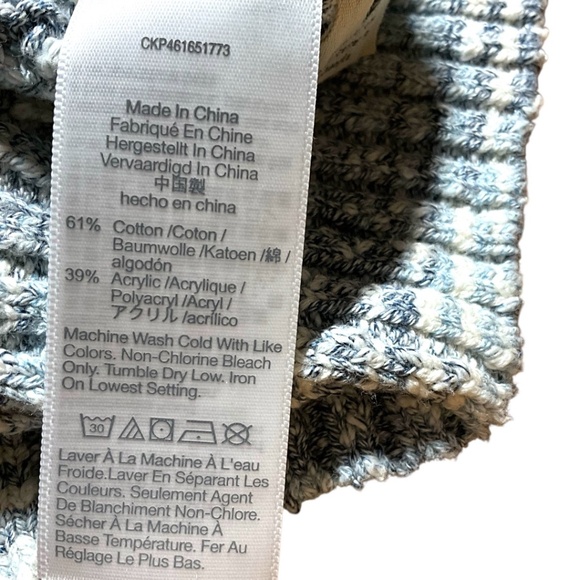 CKP461651773
Made In China
Fabriqué En Chine
Hergestellt In China
Vervaardigd In China
中国製
hecho en china
61% Cotton /Coton /
Baumwolle /Katoen /綿 /
algodón
39% Acrylic /Acrylique /
Polyacryl /Acryl /
アクリル /acrílico
Machine Wash Cold With Like
Colors. Non-Chlorine Bleach
Only. Tumble Dry Low. Iron
On Lowest Setting.
30
Laver À La Machine À L'eau
Froide.Laver En Séparant Les
Couleurs. Seulement Agent
De Blanchiment Non-Chlore.
Sécher À La Machine À
Basse Température. Fer Au
Réglage Le Plus Bas.